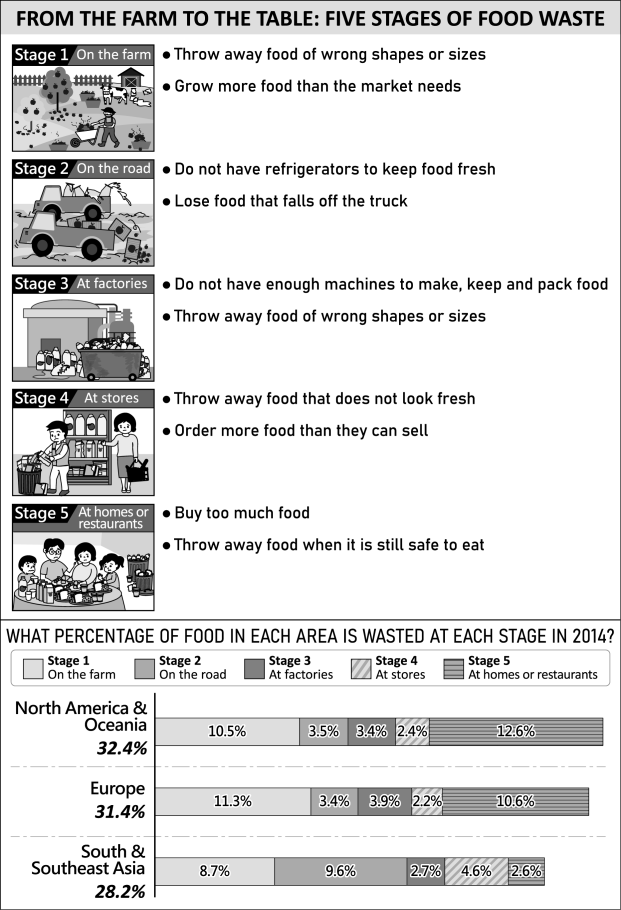 FROM THE FARM TO THE TABLE: FIVE STAGES OF FOOD WASTE
Stage 1 On the farm
● Throw away food of wrong shapes or sizes
● Grow more food than the market needs
Stage 2 On the road
● Do not have refrigerators to keep food fresh
● Lose food that falls off the truck
Stage 3 At factories
● Do not have enough machines to make, keep and pack food
● Throw away food of wrong shapes or sizes
Stage 4 At stores
● Throw away food that does not look fresh
● Order more food than they can sell
Stage 5 At homes or
restaurants
● Buy too much food
● Throw away food when it is still safe to eat
WHAT PERCENTAGE OF FOOD IN EACH AREA IS WASTED AT EACH STAGE IN 2014?
Stage 1
On the farm
Stage 2
On the road
Stage 3
At factories
Stage 4
At stores
Stage 5
At homes or restaurants
North America &
Oceania
32.4%
10.5% 3.5% 3.4% 2.4% 12.6%
Europe
31.4%
11.3% 3.4% 3.9% 2.2% 10.6%
South &
Southeast Asia
28.2%
8.7% 9.6% 2.7% 4.6% 2.6%